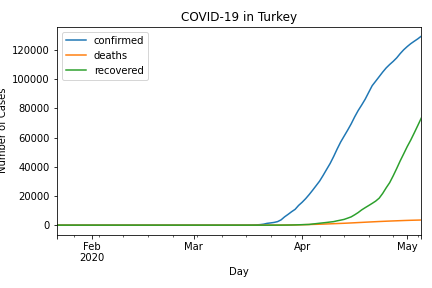 COVID-19 in Turkey
confirmed
deaths
recovered
120000
100000
80000
60000
40000
20000
0
Number of Cases
Feb
2020
Mar
Apr
May
Day